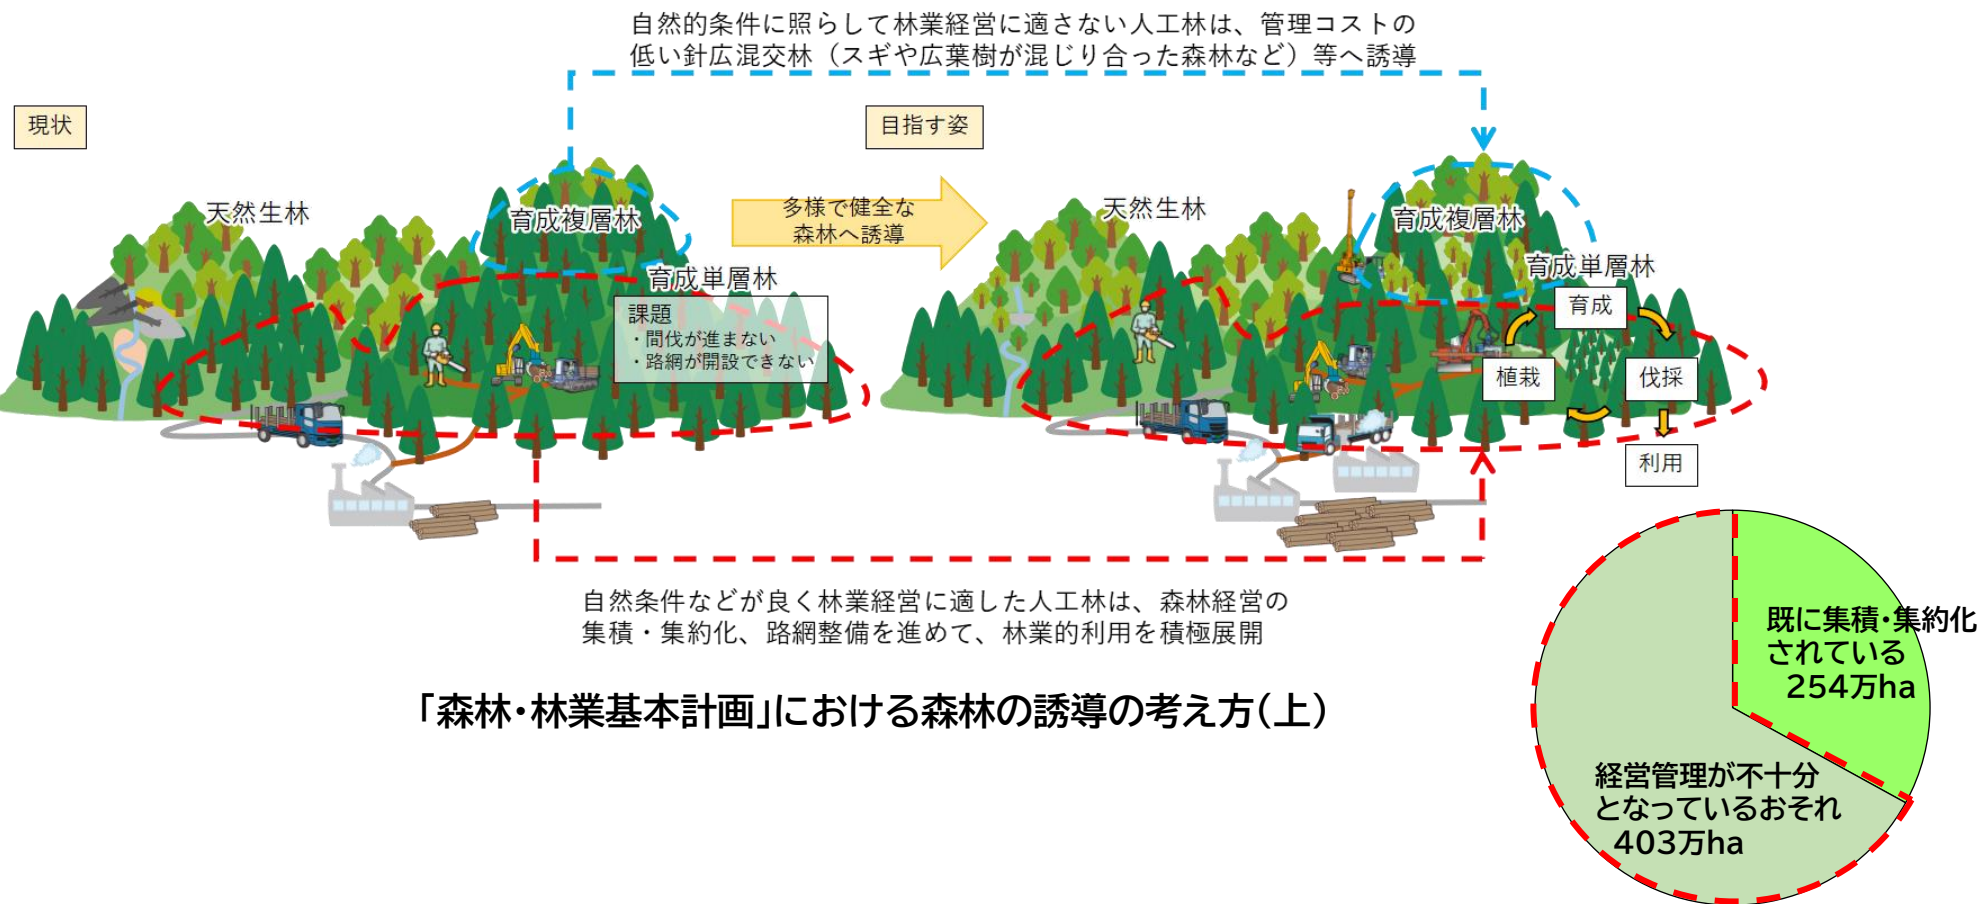 自然的条件に照らして林業経営に適さない人工林は、管理コストの
低い針広混交林（スギや広葉樹が混じり合った森林など）等へ誘導
現状
目指す姿
天然生林
育成複層林
育成単層林
課題
・間伐が進まない
・路網が開設できない
多様で健全な
森林へ誘導
天然生林
育成複層林
育成単層林
育成
植栽
伐採
利用
自然条件などが良く林業経営に適した人工林は、森林経営の
集積・集約化、路網整備を進めて、林業的利用を積極展開
「森林・林業基本計画」における森林の誘導の考え方(上)
既に集積・集約化
されている
254万ha
経営管理が不十分
となっているおそれ
403万ha